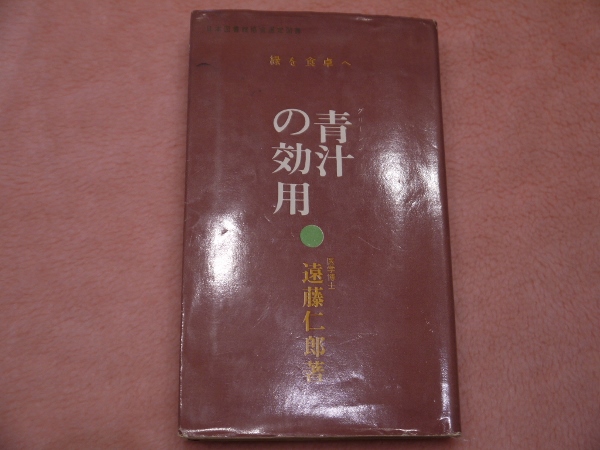 緑を食卓へ
青汁
の効用
医学博士
遠藤仁郎著